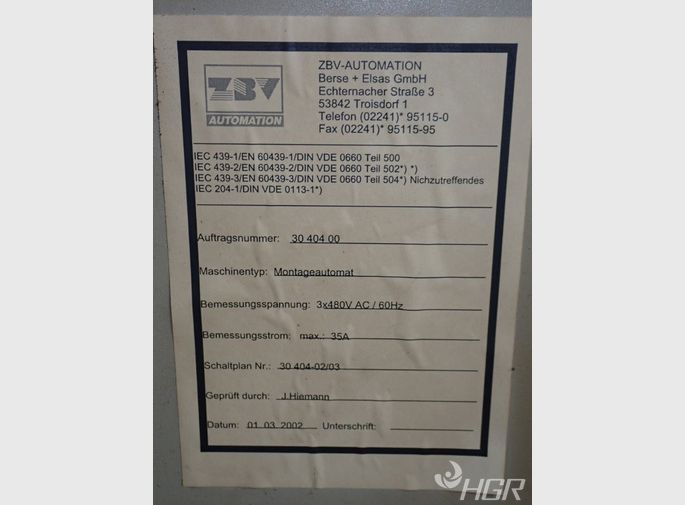 ZBV
AUTOMATION
ZBV-AUTOMATION
Berse + Elsas GmbH
Echternacher Straße 3
53842 Troisdorf 1
Telefon (02241)* 95115-0
Fax (02241)* 95115-95
IEC 439-1/EN 60439-1/DIN VDE 0660 Teil 500
IEC 439-2/EN 60439-2/DIN VDE 0660 Teil 502*) *)
IEC 439-3/EN 60439-3/DIN VDE 0660 Teil 504*) Nichzutreffendes
IEC 204-1/DIN VDE 0113-1*)
Auftragsnummer: 30 404 00
Maschinentyp: Montageautomat
Bemessungsspannung: 3x480V AC / 60Hz
Bemessungsstrom: max.: 35A
Schaltplan Nr.: 30 404-02/03
Geprüft durch: J.Hiemann
Datum: 01. 03. 2002 Unterschrift:
HGR